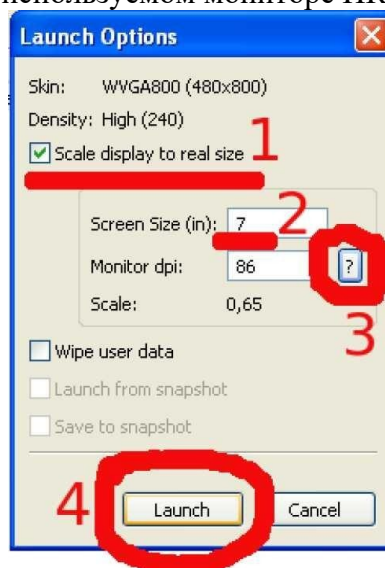 используемом мониторе
Launch Options
Skin: WVGA800 (480x800)
Density: High (240)
Scale display to real size 1
Screen Size (in): 7 2
Monitor dpi: 86 ?
3
Scale: 0,65
Wipe user data
Launch from snapshot
Save to snapshot
4 Launch Cancel